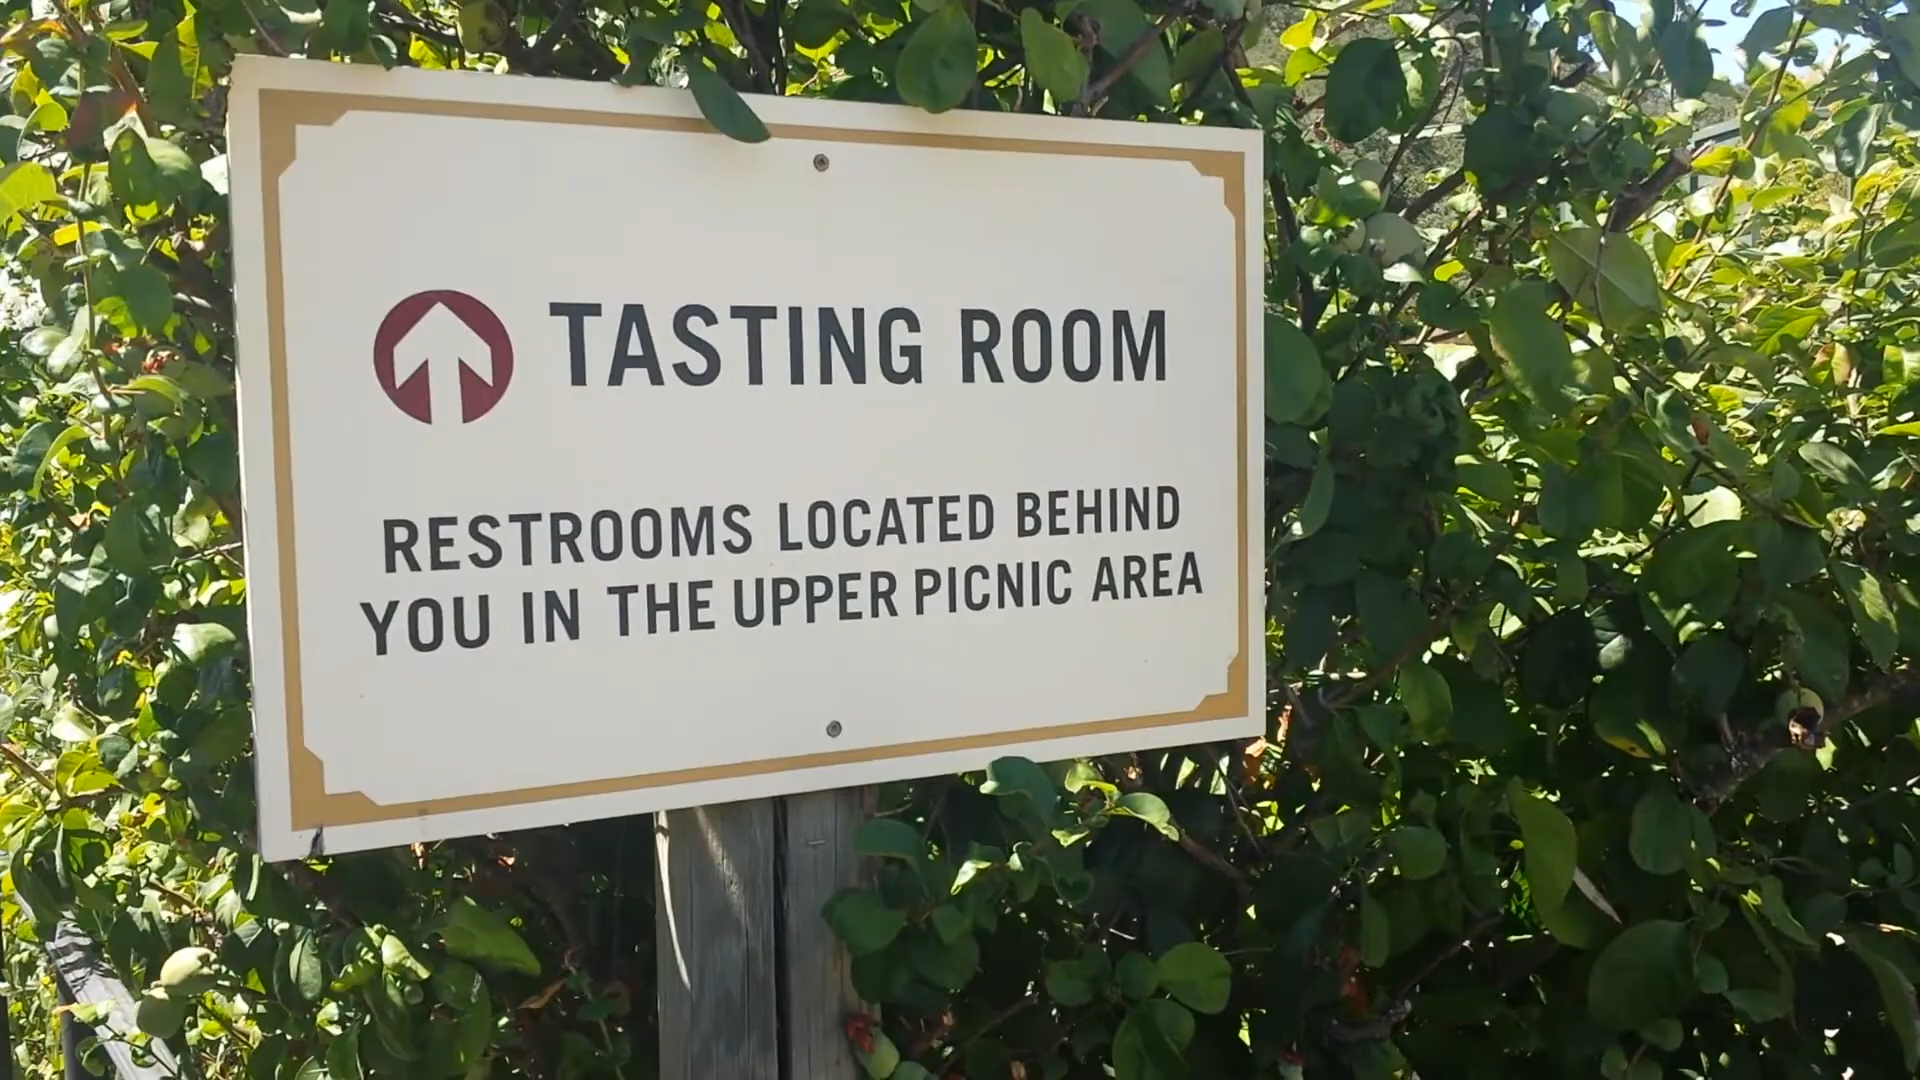 TASTING ROOM
RESTROOMS LOCATED BEHIND
YOU IN THE UPPER PICNIC AREA